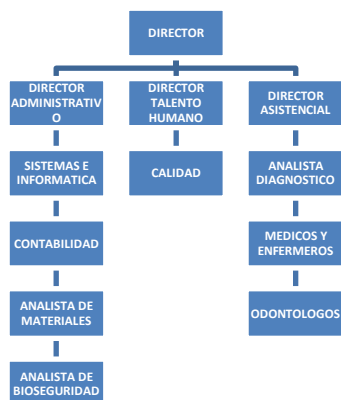 DIRECTOR
DIRECTOR
ADMINISTRATIV
O
DIRECTOR
TALENTO
HUMANO
DIRECTOR
ASISTENCIAL
SISTEMAS E
INFORMATICA
CALIDAD
ANALISTA
DIAGNOSTICO
CONTABILIDAD
MEDICOS Y
ENFERMEROS
ANALISTA DE
MATERIALES
ODONTOLOGOS
ANALISTA DE
BIOSEGURIDAD